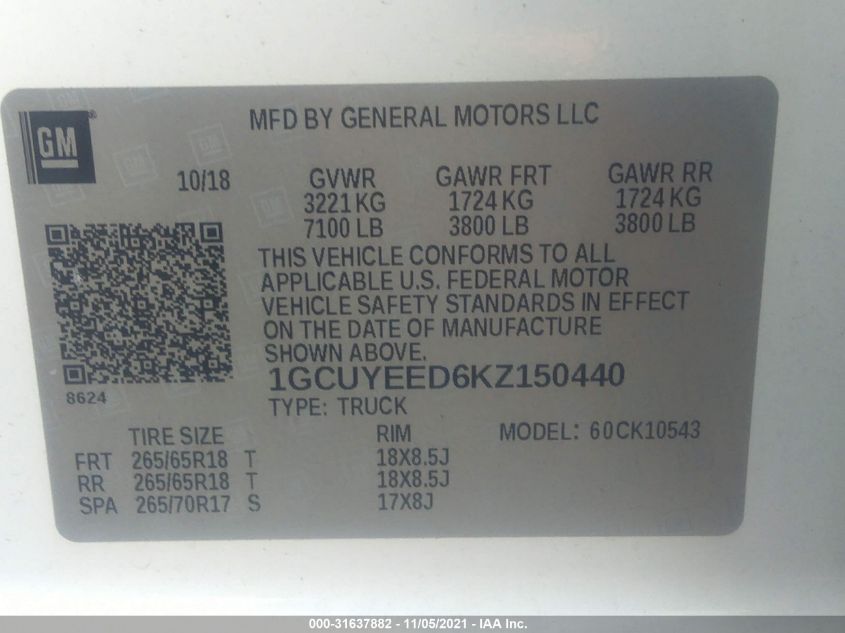 GM
®
MFD BY GENERAL MOTORS LLC
10/18 GVWR GAWR FRT GAWR RR
3221 KG 1724 KG 1724 KG
7100 LB 3800 LB 3800 LB
THIS VEHICLE CONFORMS TO ALL
APPLICABLE U.S. FEDERAL MOTOR
VEHICLE SAFETY STANDARDS IN EFFECT
ON THE DATE OF MANUFACTURE
SHOWN ABOVE.
1GCUYEED6KZ150440
8624
TYPE: TRUCK
TIRE SIZE RIM MODEL: 60CK10543
FRT 265/65R18 T 18X8.5J
RR 265/65R18 T 18X8.5J
SPA 265/70R17 S 17X8J
000-31637882 - 11/05/2021 - IAA Inc.